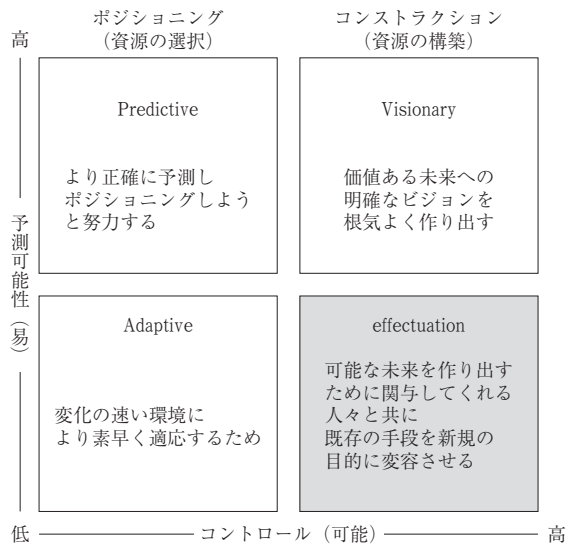 ポジショニング
（資源の選択）
コンストラクション
（資源の構築）
高
Predictive
より正確に予測し
ポジショニングしよう
と努力する
Visionary
価値ある未来への
明確なビジョンを
根気よく作り出す
予測可能性（易）
Adaptive
変化の速い環境に
より素早く適応するため
effectuation
可能な未来を作り出す
ために関与してくれる
人々と共に
既存の手段を新規の
目的に変容させる
低
コントロール（可能）
高